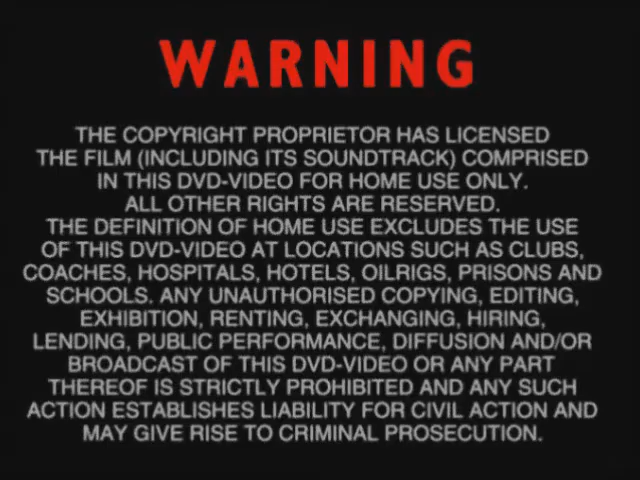 WARNING
THE COPYRIGHT PROPRIETOR HAS LICENSED
THE FILM (INCLUDING ITS SOUNDTRACK) COMPRISED
IN THIS DVD-VIDEO FOR HOME USE ONLY.
ALL OTHER RIGHTS ARE RESERVED.
THE DEFINITION OF HOME USE EXCLUDES THE USE
OF THIS DVD-VIDEO AT LOCATIONS SUCH AS CLUBS,
COACHES, HOSPITALS, HOTELS, OILRIGS, PRISONS AND
SCHOOLS. ANY UNAUTHORISED COPYING, EDITING,
EXHIBITION, RENTING, EXCHANGING, HIRING,
LENDING, PUBLIC PERFORMANCE, DIFFUSION AND/OR
BROADCAST OF THIS DVD-VIDEO OR ANY PART
THEREOF IS STRICTLY PROHIBITED AND ANY SUCH
ACTION ESTABLISHES LIABILITY FOR CIVIL ACTION AND
MAY GIVE RISE TO CRIMINAL PROSECUTION.